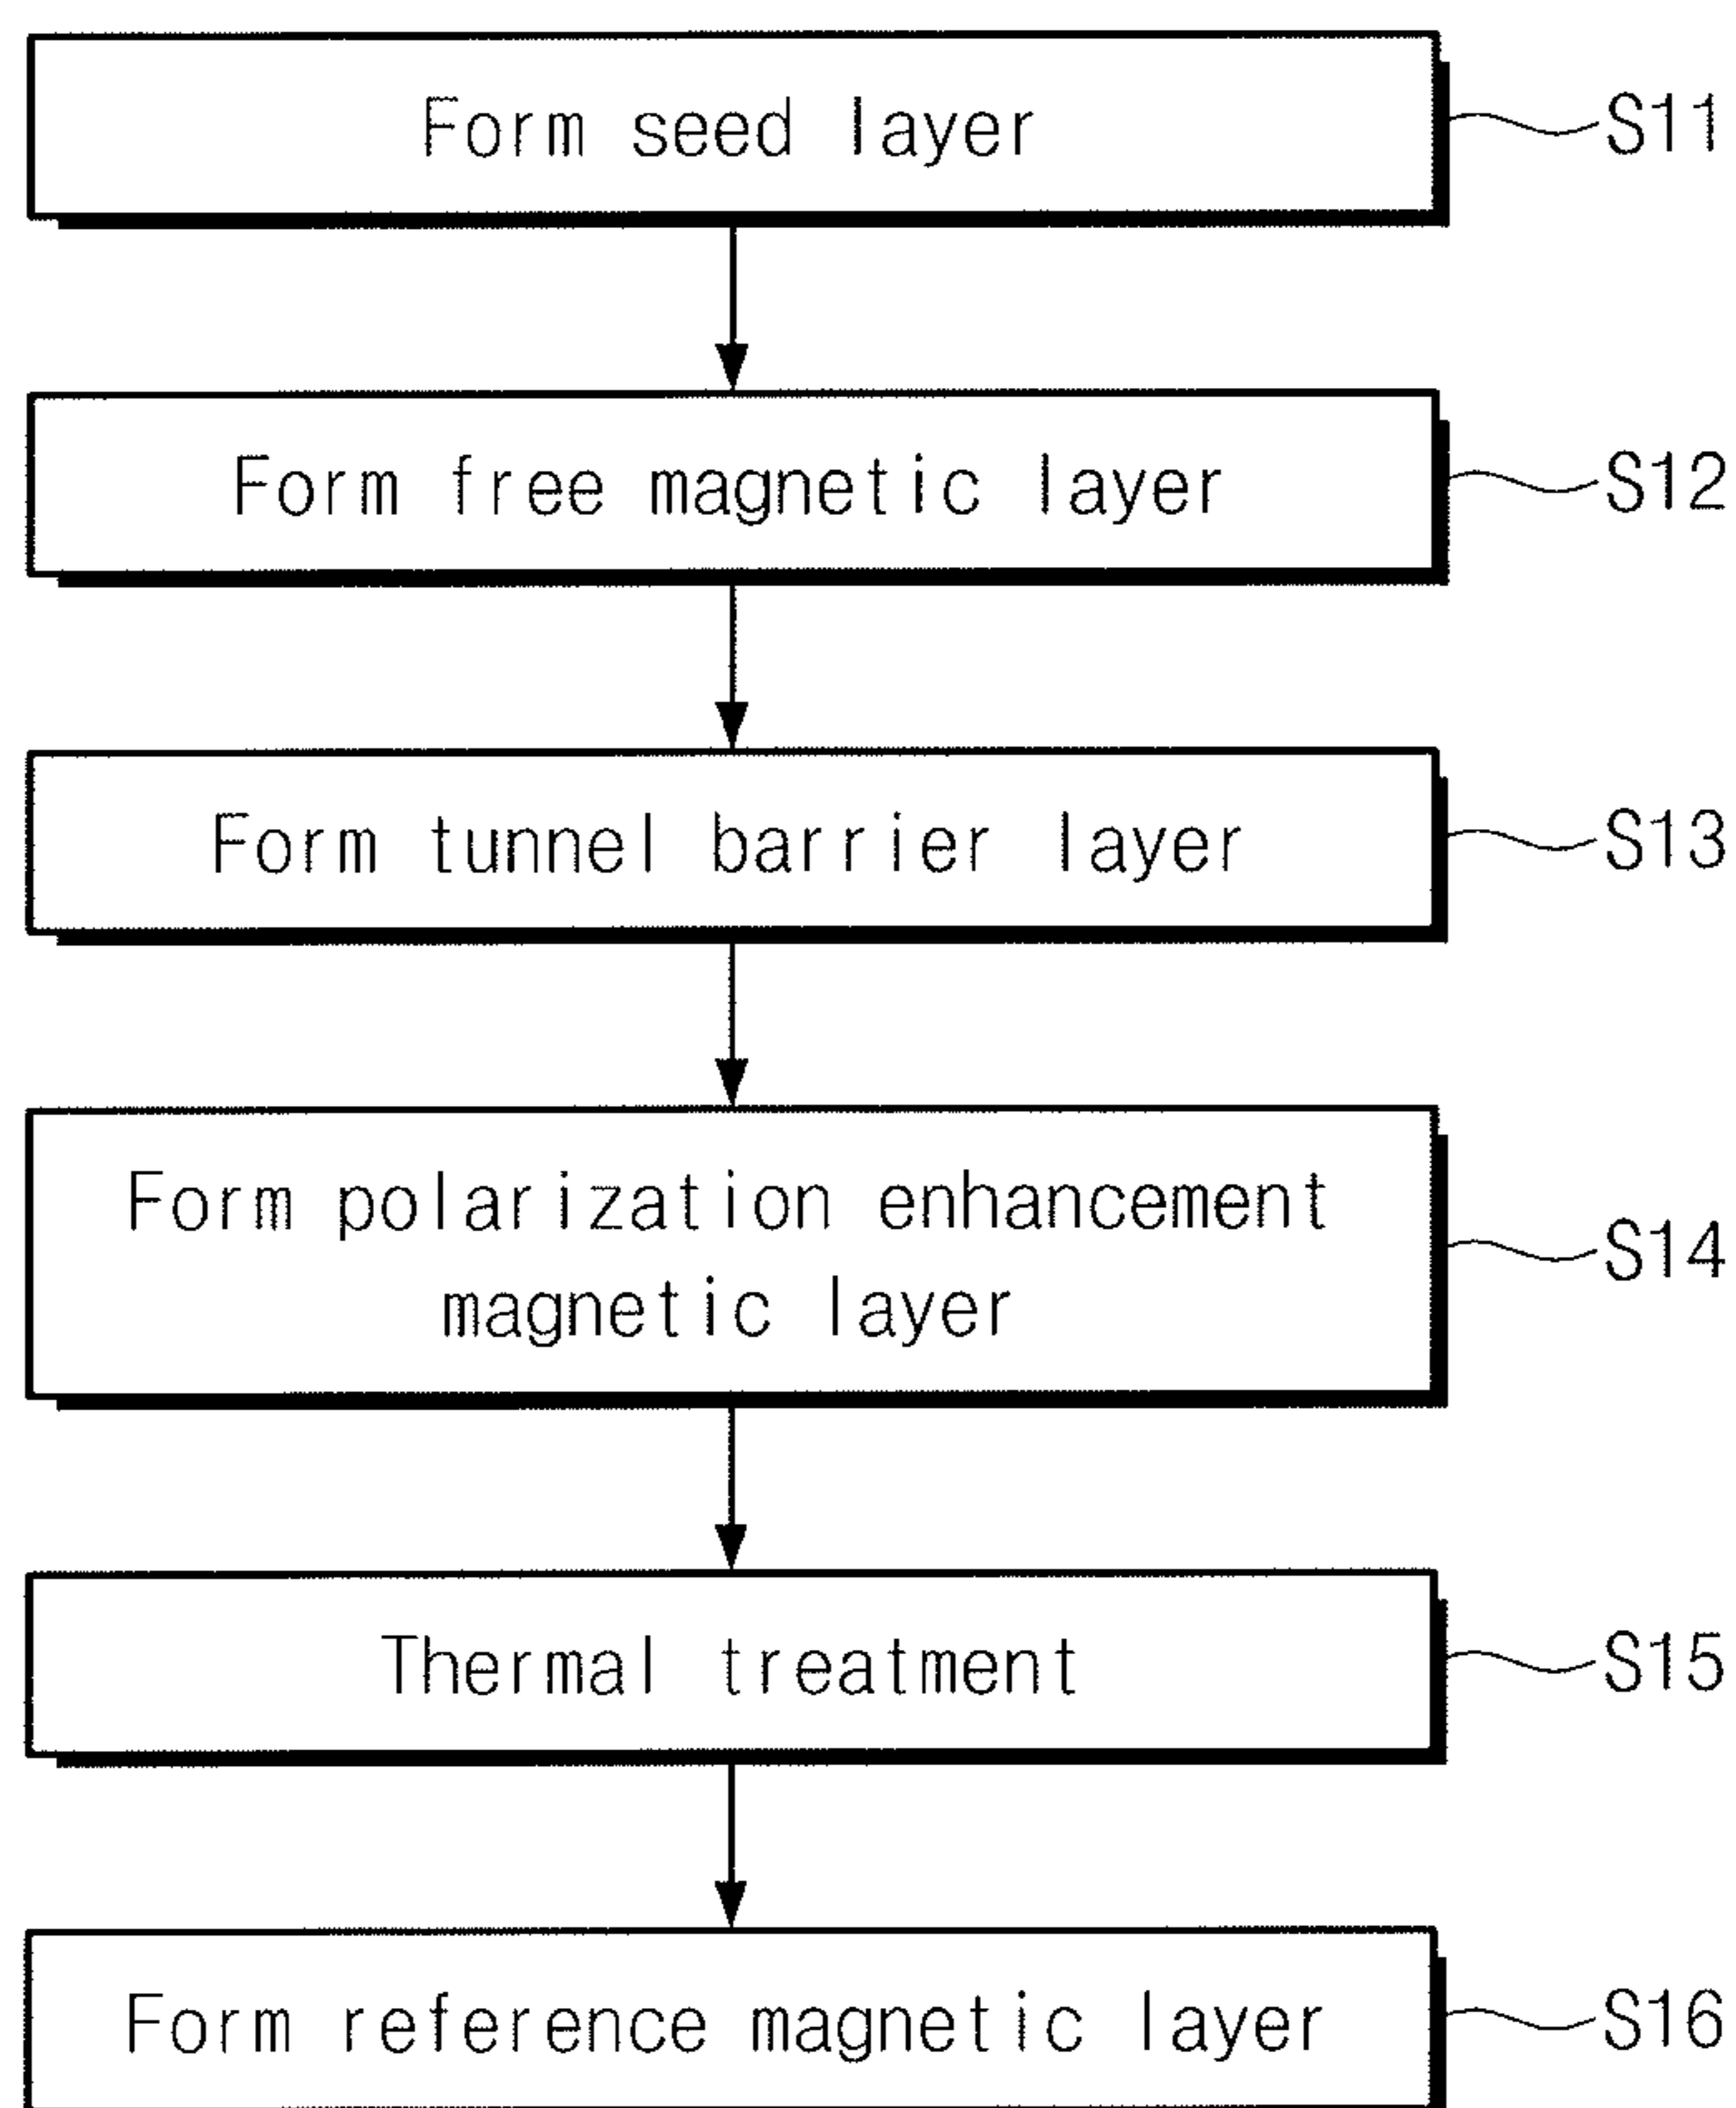 Form seed layer S11
Form free magnetic layer S12
Form tunnel barrier layer S13
Form polarization enhancement
magnetic layer
S14
Thermal treatment S15
Form reference magnetic layer S16